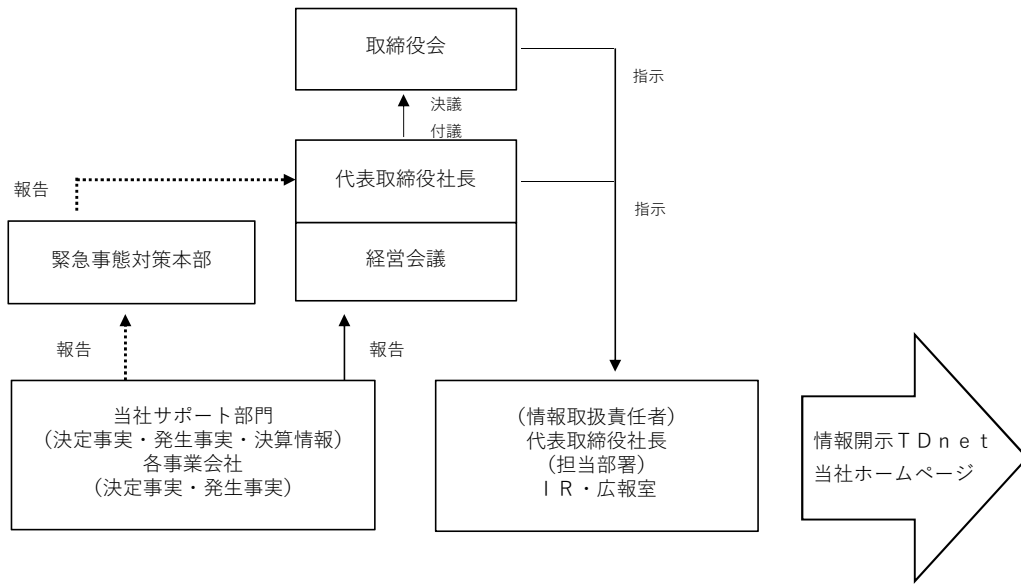 取締役会
指示
決議
付議
代表取締役社長
報告
指示
緊急事態対策本部
経営会議
報告
報告
当社サポート部門
(決定事実・発生事実・決算情報)
各事業会社
(決定事実・発生事実)
(情報取扱責任者)
代表取締役社長
(担当部署)
ＩＲ・広報室
情報開示ＴＤｎｅｔ
当社ホームページ